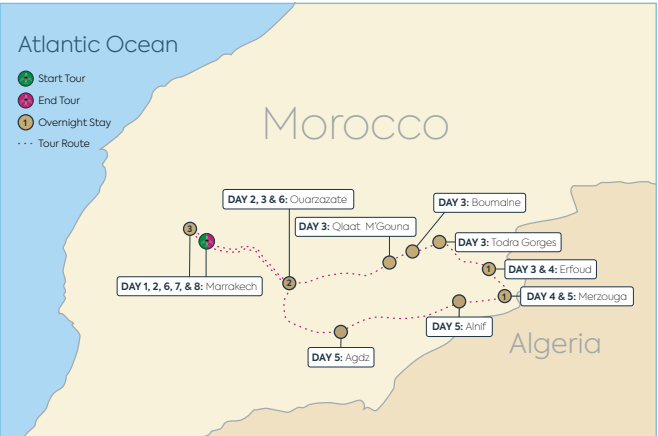 Atlantic Ocean
Start Tour
End Tour
1 Overnight Stay
Tour Route
Morocco
DAY 2, 3 & 6: Ouarzazate
DAY 3: Boumalne
DAY 3: Qlaat M'Gouna
3
DAY 3: Todra Gorges
1
DAY 3 & 4: Erfoud
2
DAY 1, 2, 6, 7, & 8: Marrakech
1
DAY 4 & 5: Merzouga
DAY 5: Alnif
Algeria
DAY 5: Agdz